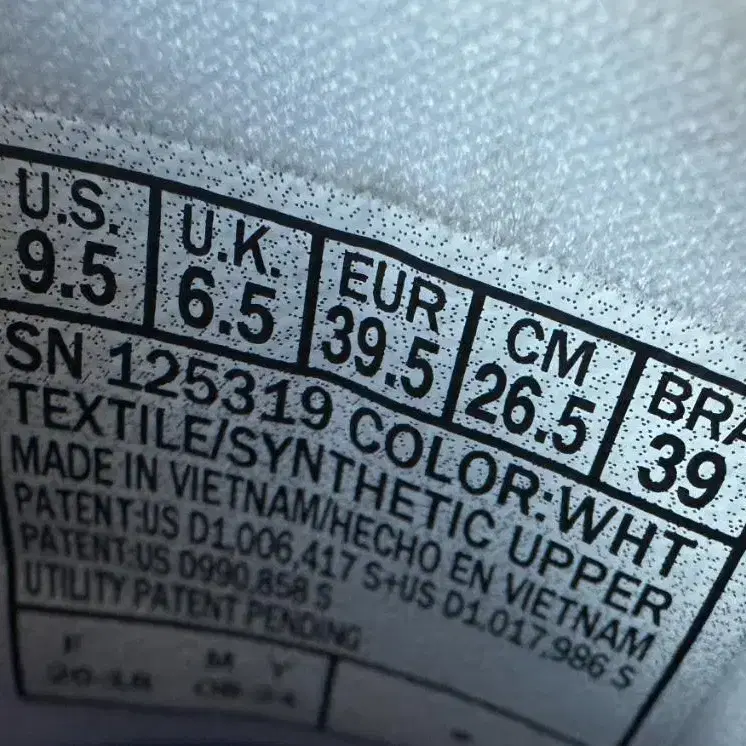 U.S. U.K. EUR CM BRA
9.5 6.5 39.5 26.5 39
SN 125319 COLOR:WHT
TEXTILE/SYNTHETIC UPPER
MADE IN VIETNAM/HECHO EN VIETNAM
PATENT:US D1,006,417 S+US D1,017,986 S
PATENT:US D990,858 S
UTILITY PATENT PENDING
F M Y